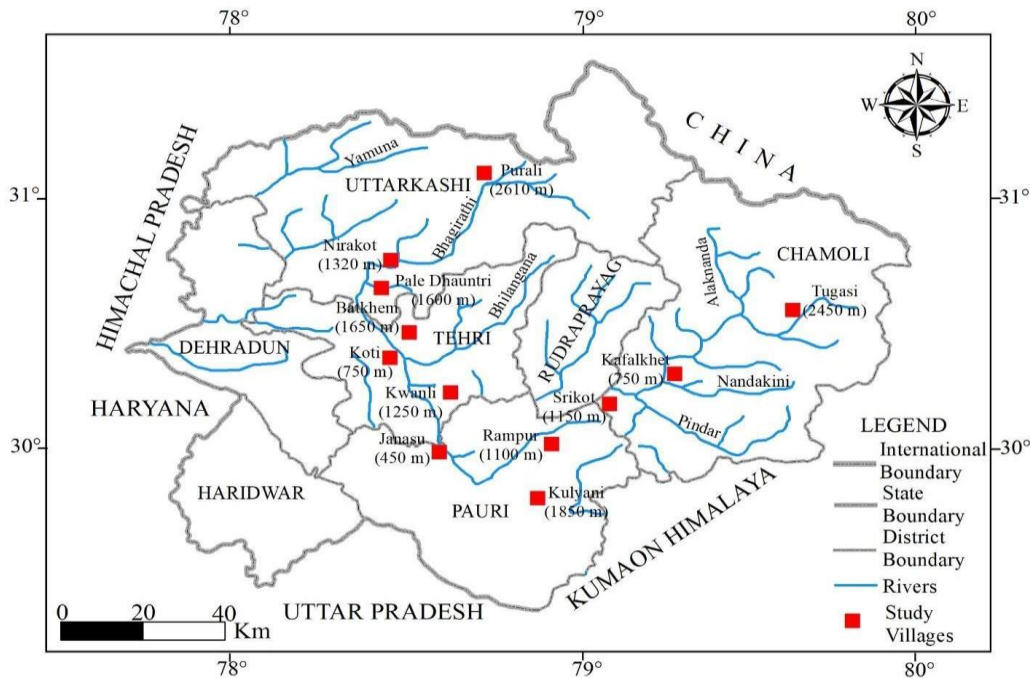 78°
79°
80°
N
W
E
S
CHINA
HIMACHAL PRADESH
Yamuna
UTTARKASHI
Purali
(2610 m)
31°
31°
Bhagirathi
Nirakot
(1320 m)
Pale Dhauntri
(1600 m)
Bhilangana
Batkhem
(1650 m)
TEHRI
RUDRAPRAYAG
Alaknanda
CHAMOLI
Tugasi
(2450 m)
DEHRADUN
Koti
(750 m)
Kafalkhet
(750 m)
Nandakini
HARYANA
Kwanli
(1250 m)
Srikot
(1150 m)
Pindar
30°
30°
Janasu
(450 m)
Rampur
(1100 m)
HARIDWAR
PAURI
Kulyani
(1850 m)
KUMAON HIMALAYA
UTTAR PRADESH
LEGEND
International
Boundary
State
Boundary
District
Boundary
Rivers
Study
Villages
0 20 40
Km
78°
79°
80°